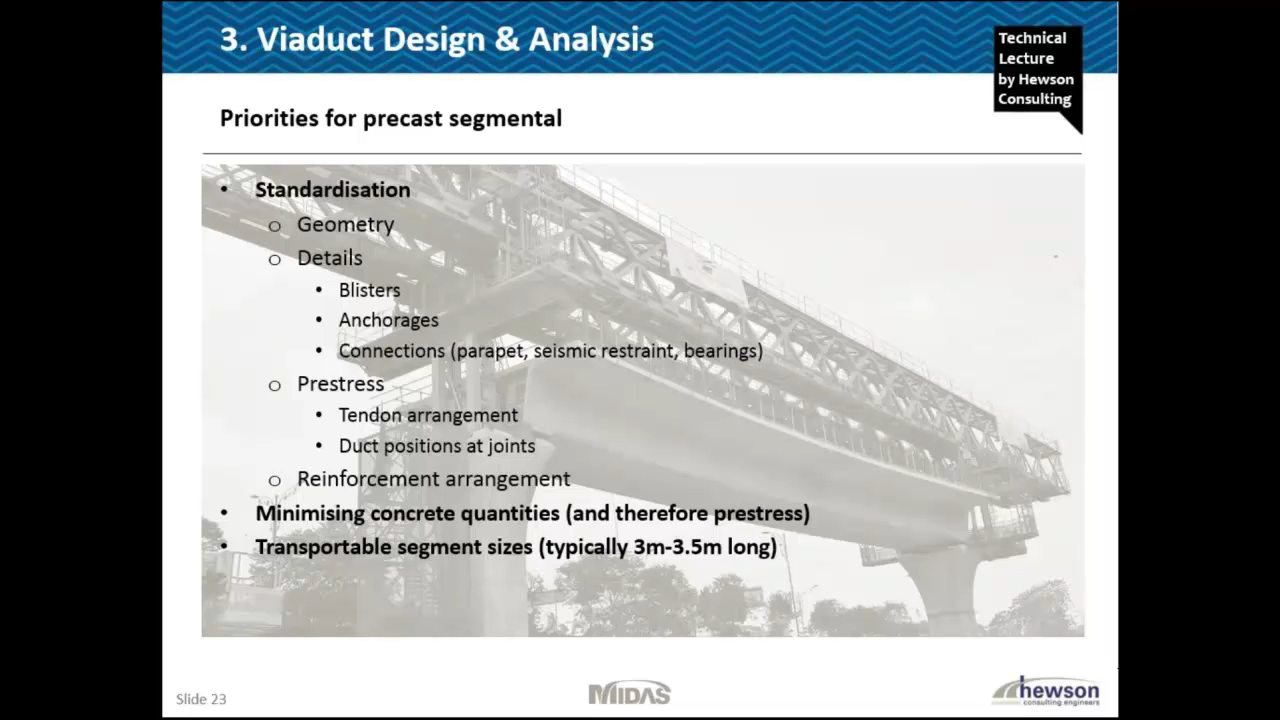 3. Viaduct Design & Analysis
Technical
Lecture
by Hewson
Consulting
Priorities for precast segmental
• Standardisation
o Geometry
o Details
• Blisters
• Anchorages
• Connections (parapet, seismic restraint, bearings)
o Prestress
• Tendon arrangement
• Duct positions at joints
o Reinforcement arrangement
• Minimising concrete quantities (and therefore prestress)
• Transportable segment sizes (typically 3m-3.5m long)
Slide 23
MIDAS
hewson
consulting engineers